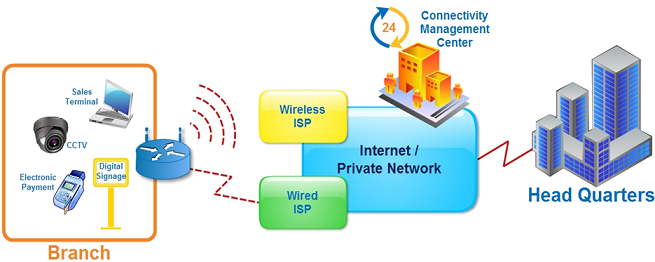 24
Connectivity
Management
Center
Sales
Terminal
CCTV
Electronic
Payment
Digital
Signage
Branch
Wireless
ISP
Internet /
Private Network
Wired
ISP
Head Quarters